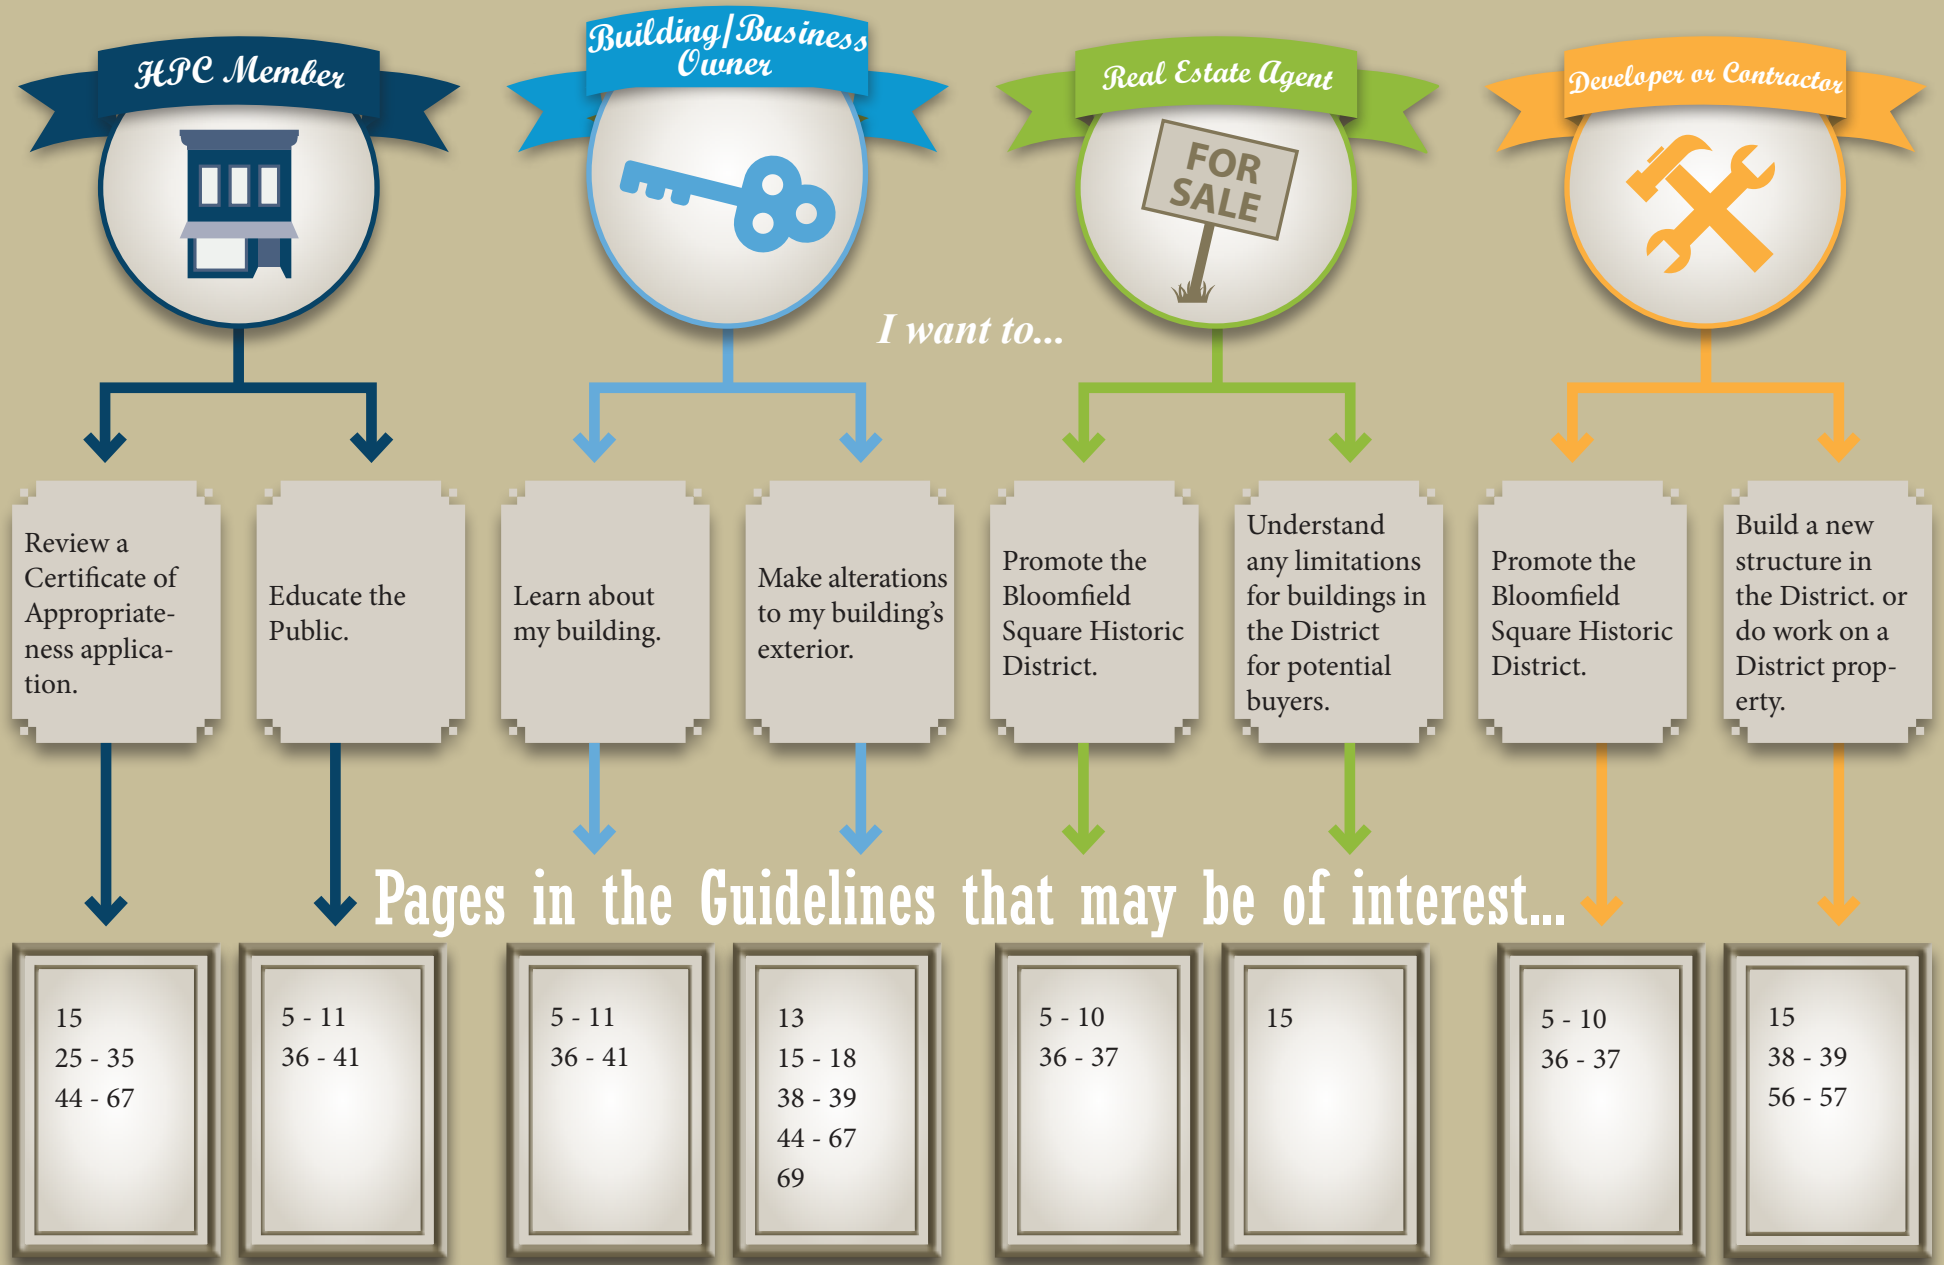 HPC Member
Building/Business
Owner
Real Estate Agent
Developer or Contractor
FOR
SALE
I want to...
Review a
Certificate of
Appropriate-
ness applica-
tion.
Educate the
Public.
Learn about
my building.
Make alterations
to my building's
exterior.
Promote the
Bloomfield
Square Historic
District.
Understand
any limitations
for buildings in
the District
for potential
buyers.
Promote the
Bloomfield
Square Historic
District.
Build a new
structure in
the District. or
do work on a
District prop-
erty.
Pages in the Guidelines that may be of interest...
15
25 - 35
44 - 67
5 - 11
36 - 41
5 - 11
36 - 41
13
15 - 18
38 - 39
44 - 67
69
5 - 10
36 - 37
15
5 - 10
36 - 37
15
38 - 39
56 - 57